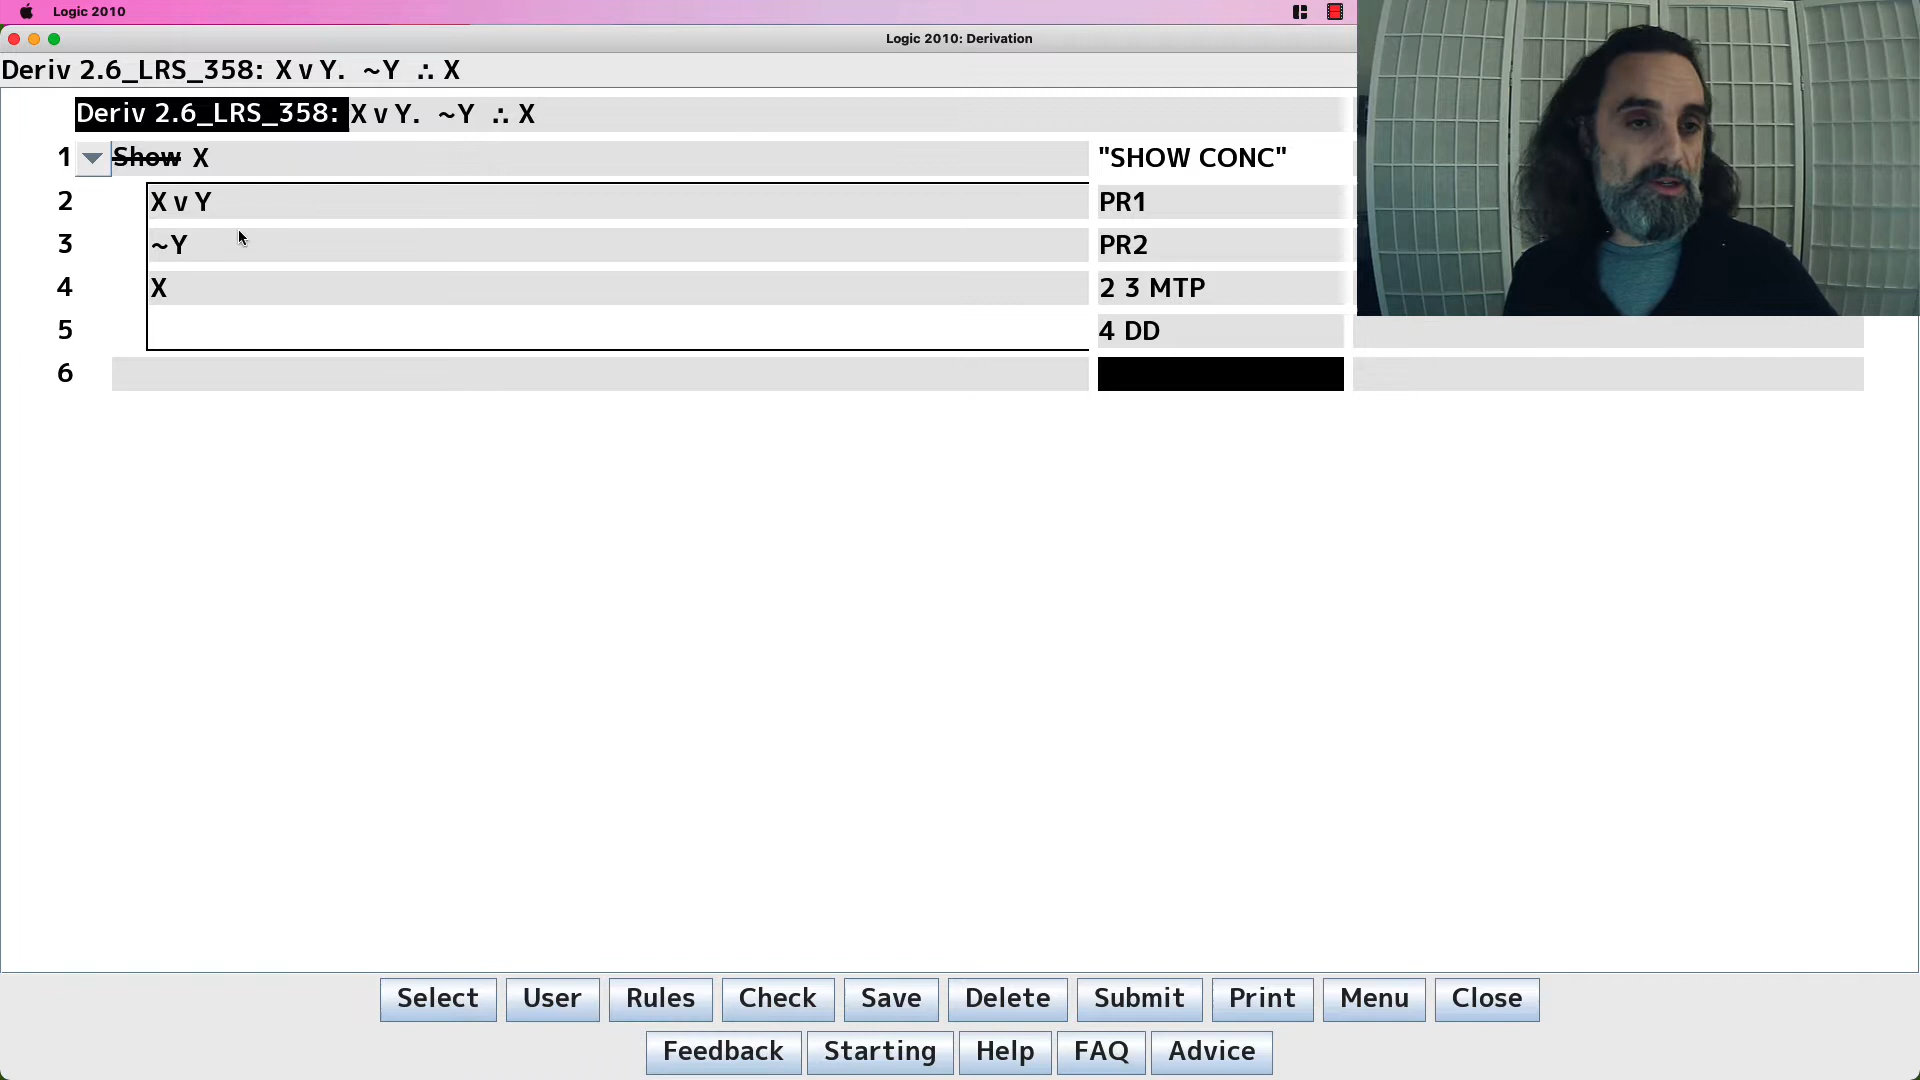 Logic 2010
Logic 2010: Derivation
Deriv 2.6_LRS_358: X v Y. ~Y ∴ X
Deriv 2.6_LRS_358: X v Y. ~Y ∴ X
1 Show X "SHOW CONC"
2 X v Y PR1
3 ~Y PR2
4 X 2 3 MTP
5 4 DD
6
Select User Rules Check Save Delete Submit Print Menu Close
Feedback Starting Help FAQ Advice